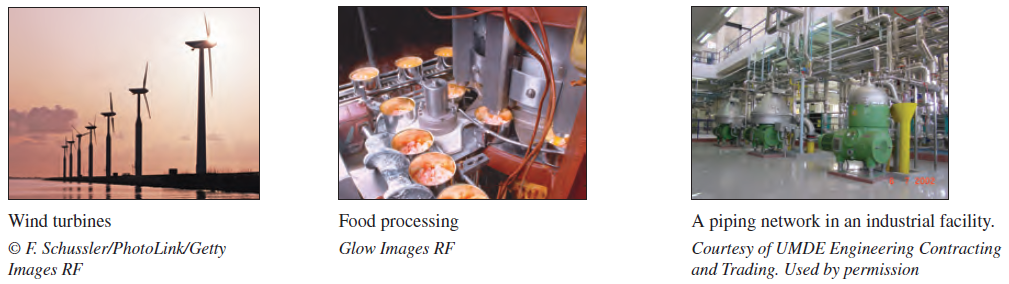 Wind turbines
© F. Schussler/PhotoLink/Getty
Images RF
Food processing
Glow Images RF
A piping network in an industrial facility.
Courtesy of UMDE Engineering Contracting
and Trading. Used by permission